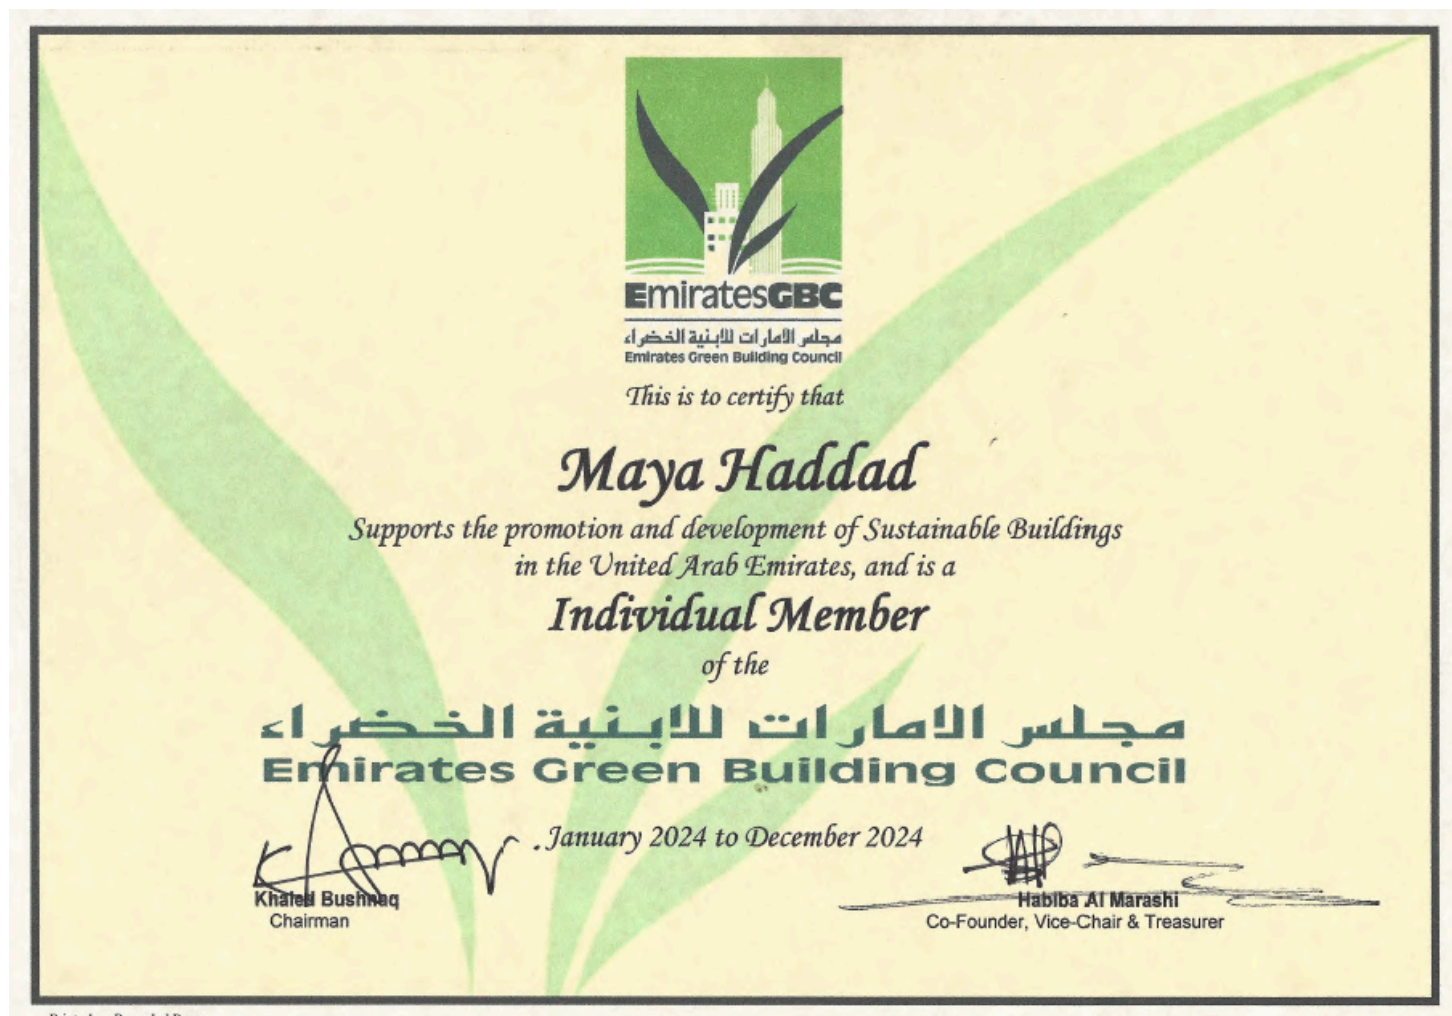 EmiratesGBC
مجلس الامارات للابنية الخضراء
Emirates Green Building Council
This is to certify that
Maya Haddad
Supports the promotion and development of Sustainable Buildings
in the United Arab Emirates, and is a
Individual Member
of the
مجلس الامارات للابنية الخضراء
Emirates Green Building Council
January 2024 to December 2024
Khaled Bushnaq
Chairman
Habiba Al Marashi
Co-Founder, Vice-Chair & Treasurer